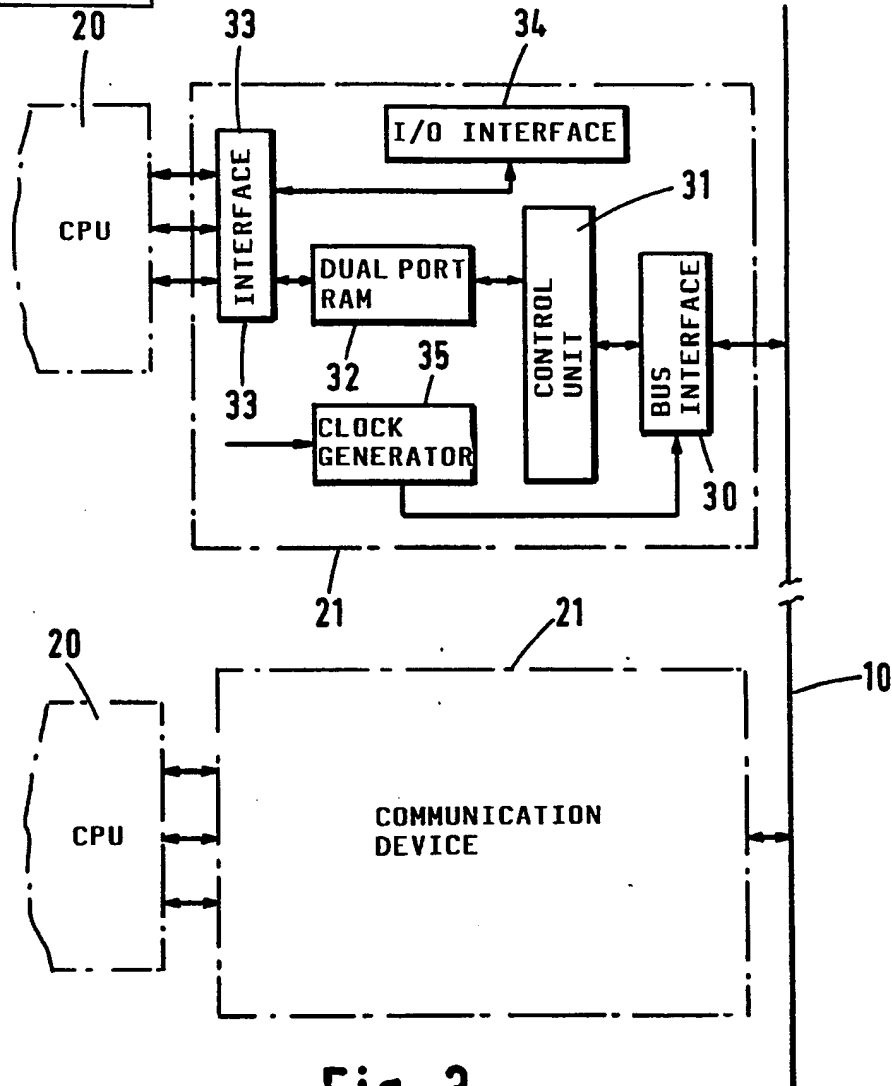 20
33
34
I/O INTERFACE
31
CPU
INTERFACE
DUAL PORT
RAM
CONTROL
UNIT
BUS
INTERFACE
32
35
33
CLOCK
GENERATOR
30
21
21
20
10
CPU
COMMUNICATION
DEVICE